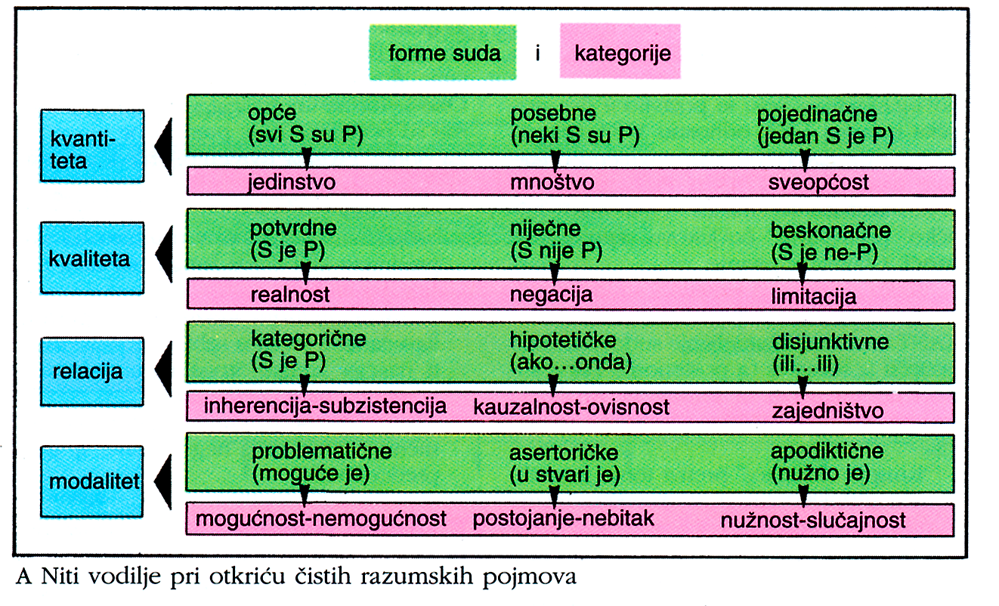 forme suda i kategorije
kvanti-
teta
opće posebne pojedinačne
(svi S su P) (neki S su P) (jedan S je P)
jedinstvo mnoštvo sveopćost
kvaliteta
potvrdne niječne beskonačne
(S je P) (S nije P) (S je ne-P)
realnost negacija limitacija
relacija
kategorične hipotetičke disjunktivne
(S je P) (ako...onda) (ili...ili)
inherencija-subzistencija kauzalnost-ovisnost zajedništvo
modalitet
problematične asertoričke apodiktične
(moguće je) (u stvari je) (nužno je)
mogućnost-nemogućnost postojanje-nebitak nužnost-slučajnost
A Niti vodilje pri otkriću čistih razumskih pojmova